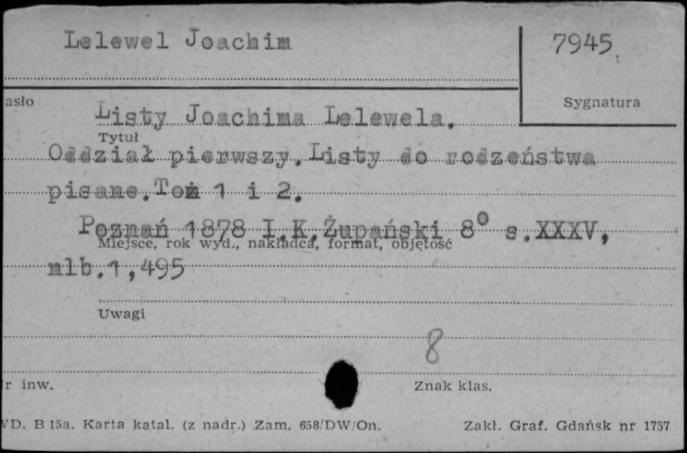 Lelewel Joachim
7945
Sygnatura
asło
Listy Joachima Lelewela.
Tytuł
Oddział pierwszy. Listy do rodzeństwa
pisane. Tom 1 i 2.
Poznań 1878 I.K.Żupański 8° s.XXXV,
Miejsce, rok wyd., nakładca, format, objętość
nlb.1,495
Uwagi
8
r inw.
Znak klas.
WD. B 15a. Karta katal. (z nadr.) Zam. 658/DW/On.
Zakł. Graf. Gdańsk nr 1757